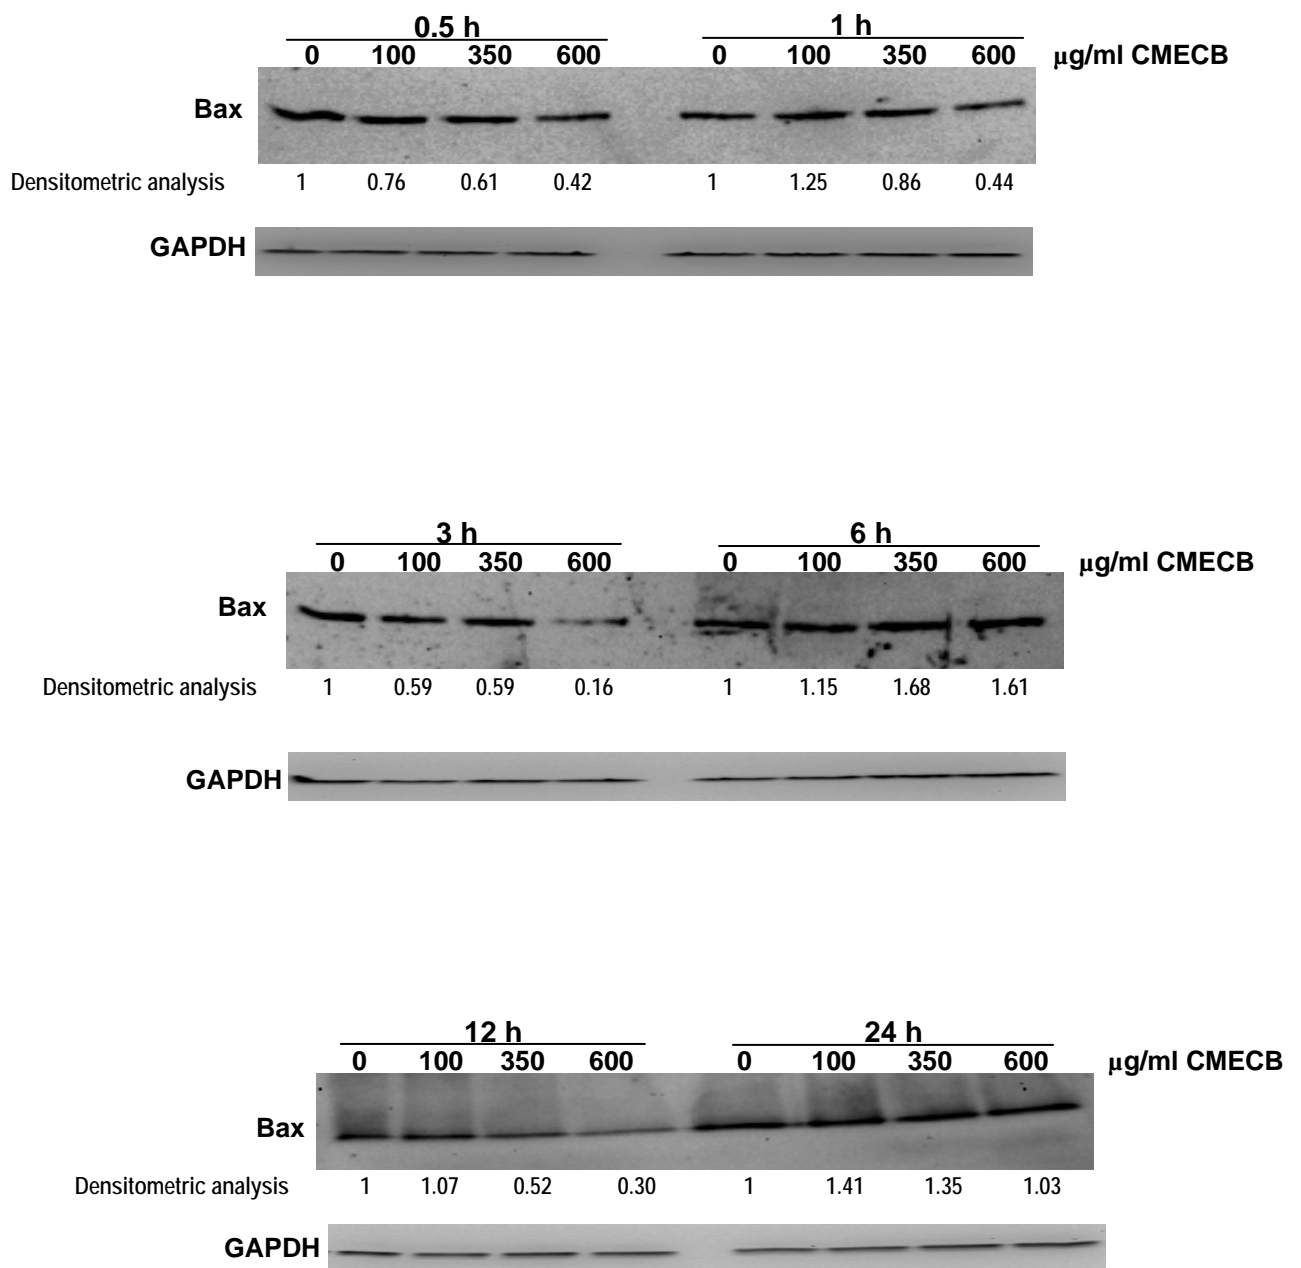 0.5 h 1 h
0 100 350 600 0 100 350 600 μg/ml CMECB
Bax
Densitometric analysis 1 0.76 0.61 0.42 1 1.25 0.86 0.44
GAPDH
3 h 6 h
0 100 350 600 0 100 350 600 μg/ml CMECB
Bax
Densitometric analysis 1 0.59 0.59 0.16 1 1.15 1.68 1.61
GAPDH
12 h 24 h
0 100 350 600 0 100 350 600 μg/ml CMECB
Bax
Densitometric analysis 1 1.07 0.52 0.30 1 1.41 1.35 1.03
GAPDH